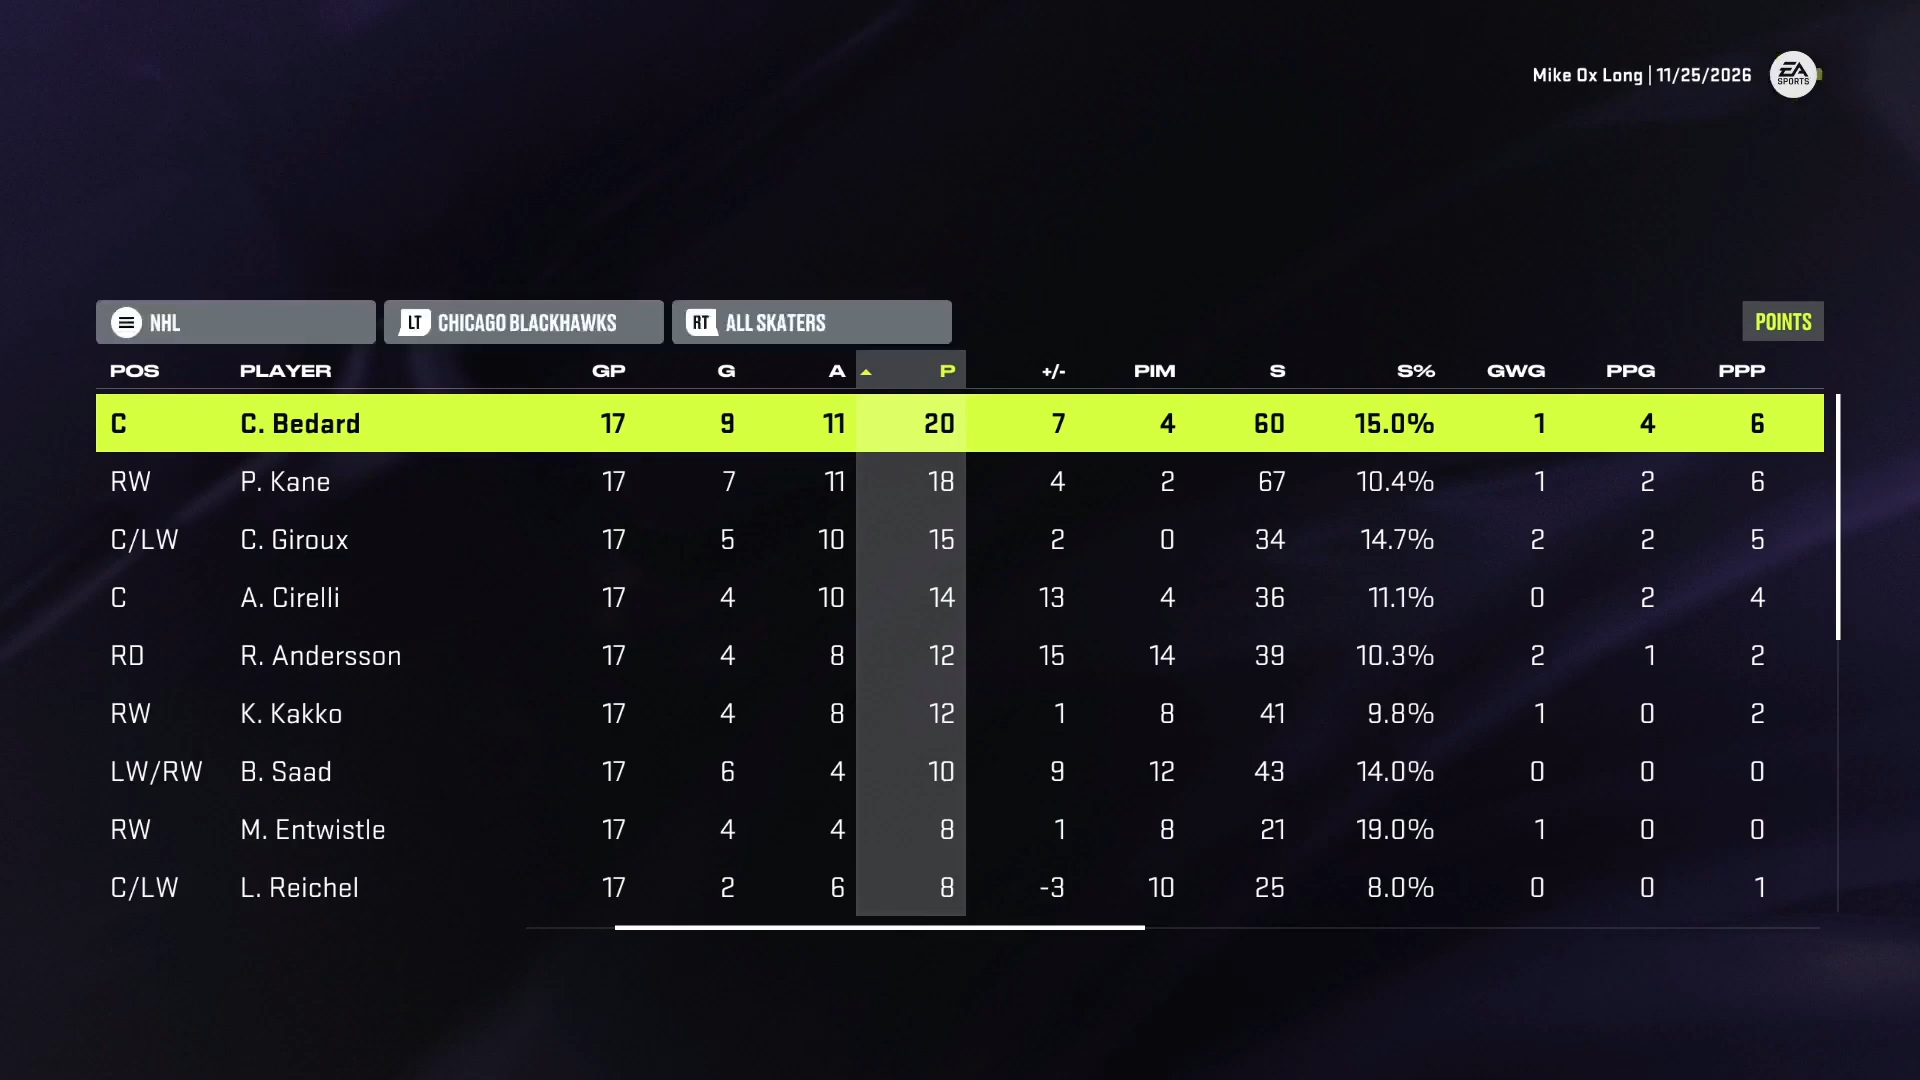 Mike Ox Long | 11/25/2026 EA SPORTS
NHL LT CHICAGO BLACKHAWKS RT ALL SKATERS POINTS
POS PLAYER GP G A P +/- PIM S S% GWG PPG PPP
C C. Bedard 17 9 11 20 7 4 60 15.0% 1 4 6
RW P. Kane 17 7 11 18 4 2 67 10.4% 1 2 6
C/LW C. Giroux 17 5 10 15 2 0 34 14.7% 2 2 5
C A. Cirelli 17 4 10 14 13 4 36 11.1% 0 2 4
RD R. Andersson 17 4 8 12 15 14 39 10.3% 2 1 2
RW K. Kakko 17 4 8 12 1 8 41 9.8% 1 0 2
LW/RW B. Saad 17 6 4 10 9 12 43 14.0% 0 0 0
RW M. Entwistle 17 4 4 8 1 8 21 19.0% 1 0 0
C/LW L. Reichel 17 2 6 8 -3 10 25 8.0% 0 0 1